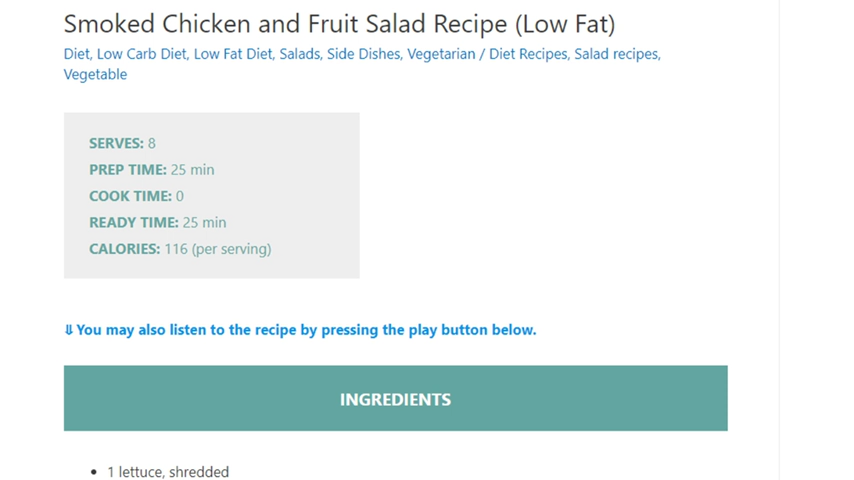 Smoked Chicken and Fruit Salad Recipe (Low Fat)
Diet, Low Carb Diet, Low Fat Diet, Salads, Side Dishes, Vegetarian / Diet Recipes, Salad recipes,
Vegetable
SERVES: 8
PREP TIME: 25 min
COOK TIME: 0
READY TIME: 25 min
CALORIES: 116 (per serving)
⇓ You may also listen to the recipe by pressing the play button below.
INGREDIENTS
• 1 lettuce, shredded